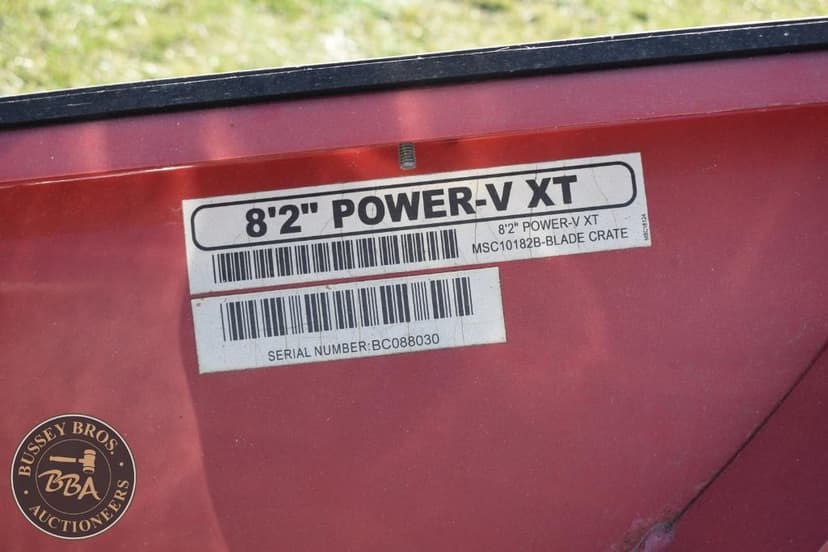 8'2" POWER-V XT
8'2" POWER-V XT
MSC10182B-BLADE CRATE
SERIAL NUMBER:BC088030
BUSSEY BROS.
BBA
AUCTIONEERS